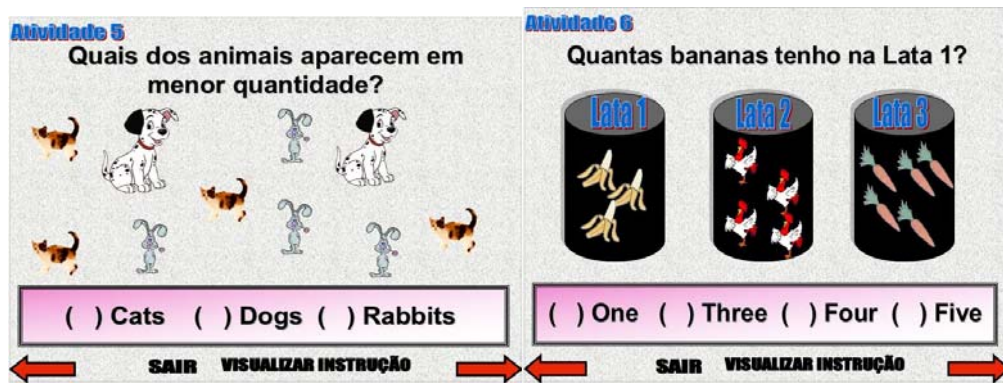 Atividade 5
Quais dos animais aparecem em
menor quantidade?
( ) Cats ( ) Dogs ( ) Rabbits
SAIR VISUALIZAR INSTRUÇÃO
Atividade 6
Quantas bananas tenho na Lata 1?
Lata 1 Lata 2 Lata 3
( ) One ( ) Three ( ) Four ( ) Five
SAIR VISUALIZAR INSTRUÇÃO